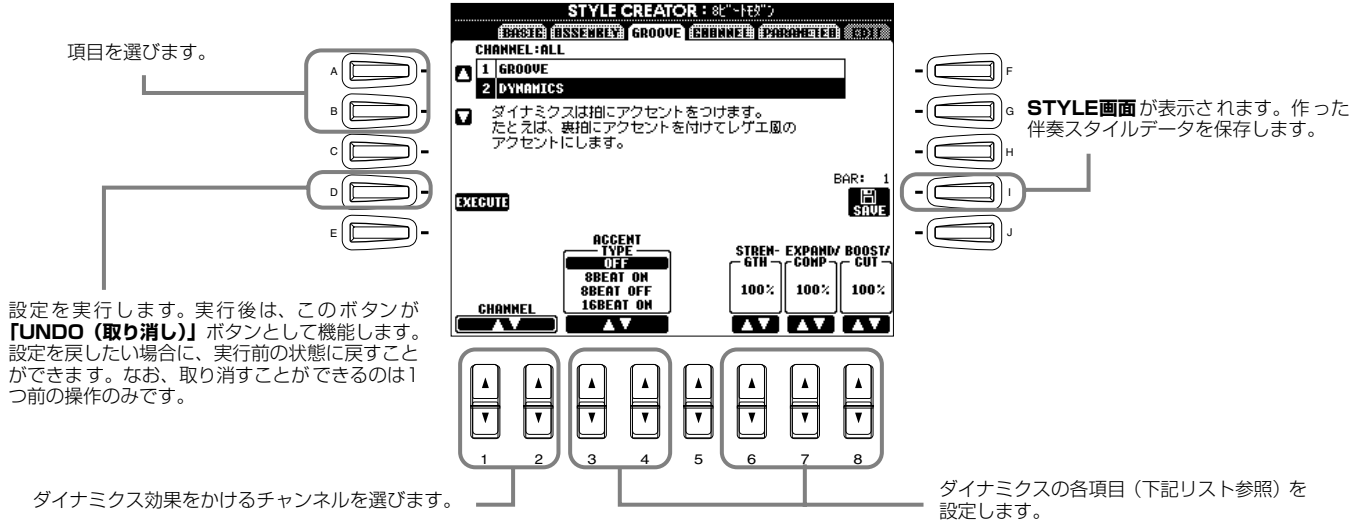 STYLE CREATOR : 8ビートモダン
BASIC ASSEMBLY GROOVE CHANNEL PARAMETER EDIT
項目を選びます。
CHANNEL:ALL
1 GROOVE
2 DYNAMICS
ダイナミクスは拍にアクセントをつけます。
たとえば、裏拍にアクセントを付けてレゲエ風の
アクセントにします。
A
B
C
D
E
F
G
H
I
J
STYLE画面が表示されます。作った
伴奏スタイルデータを保存します。
BAR: 1
EXECUTE
SAVE
ACCENT
TYPE
OFF
8BEAT ON
8BEAT OFF
16BEAT ON
STREN-
GTH
EXPAND/
COMP
BOOST/
CUT
100%
100%
100%
CHANNEL
設定を実行します。実行後は、このボタンが
「UNDO（取り消し）」ボタンとして機能します。
設定を戻したい場合に、実行前の状態に戻すこと
ができます。なお、取り消すことができるのは1
つ前の操作のみです。
1 2 3 4 5 6 7 8
ダイナミクス効果をかけるチャンネルを選びます。
ダイナミクスの各項目（下記リスト参照）を
設定します。